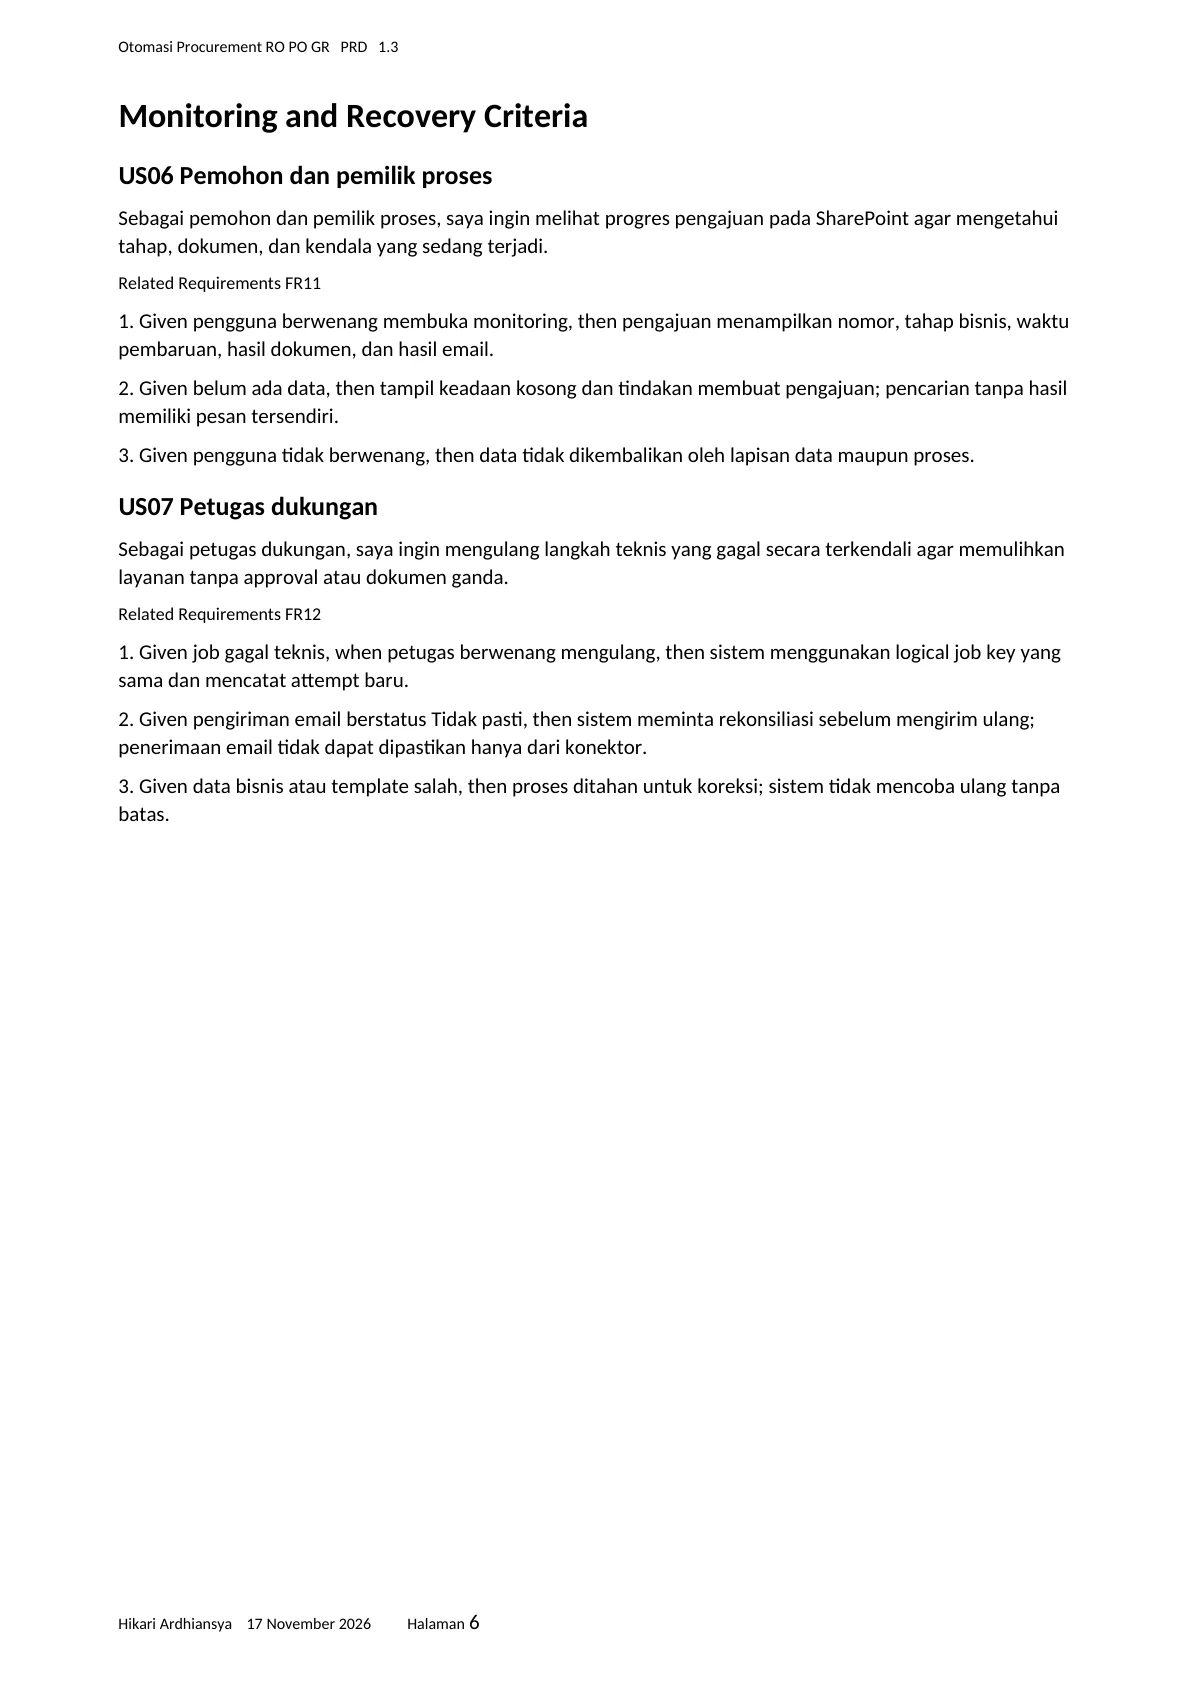 Otomasi Procurement RO PO GR PRD 1.3
Monitoring and Recovery Criteria
US06 Pemohon dan pemilik proses
Sebagai pemohon dan pemilik proses, saya ingin melihat progres pengajuan pada SharePoint agar mengetahui
tahap, dokumen, dan kendala yang sedang terjadi.
Related Requirements FR11
1. Given pengguna berwenang membuka monitoring, then pengajuan menampilkan nomor, tahap bisnis, waktu
pembaruan, hasil dokumen, dan hasil email.
2. Given belum ada data, then tampil keadaan kosong dan tindakan membuat pengajuan; pencarian tanpa hasil
memiliki pesan tersendiri.
3. Given pengguna tidak berwenang, then data tidak dikembalikan oleh lapisan data maupun proses.
US07 Petugas dukungan
Sebagai petugas dukungan, saya ingin mengulang langkah teknis yang gagal secara terkendali agar memulihkan
layanan tanpa approval atau dokumen ganda.
Related Requirements FR12
1. Given job gagal teknis, when petugas berwenang mengulang, then sistem menggunakan logical job key yang
sama dan mencatat attempt baru.
2. Given pengiriman email berstatus Tidak pasti, then sistem meminta rekonsiliasi sebelum mengirim ulang;
penerimaan email tidak dapat dipastikan hanya dari konektor.
3. Given data bisnis atau template salah, then proses ditahan untuk koreksi; sistem tidak mencoba ulang tanpa
batas.
Hikari Ardhiansya 17 November 2026 Halaman 6